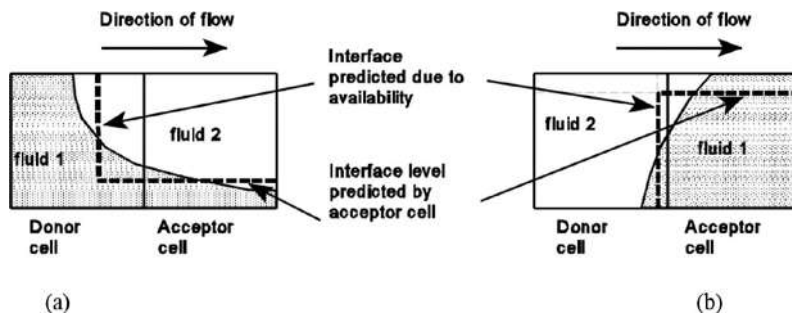 Direction of flow
Direction of flow
Interface
predicted due to
availability
fluid 1
fluid 2
fluid 2
fluid 1
Interface level
predicted by
acceptor cell
Donor
cell
Acceptor
cell
Donor
cell
Acceptor
cell
(a)
(b)